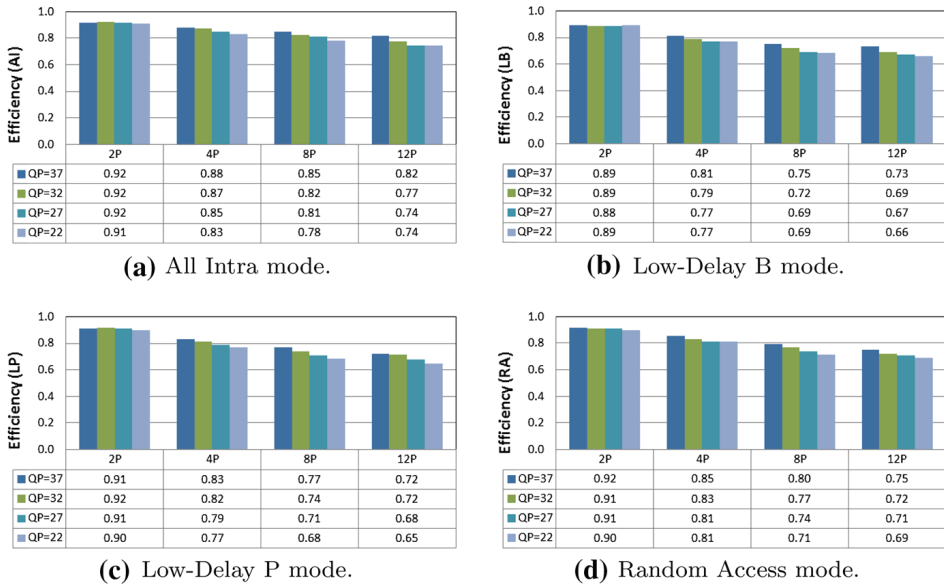 1.0
0.8
0.6
0.4
0.2
0.0
Efficiency (AI)
2P 4P 8P 12P
QP=37 0.92 0.88 0.85 0.82
QP=32 0.92 0.87 0.82 0.77
QP=27 0.92 0.85 0.81 0.74
QP=22 0.91 0.83 0.78 0.74
(a) All Intra mode.
1.0
0.8
0.6
0.4
0.2
0.0
Efficiency (LB)
2P 4P 8P 12P
QP=37 0.89 0.81 0.75 0.73
QP=32 0.89 0.79 0.72 0.69
QP=27 0.88 0.77 0.69 0.67
QP=22 0.89 0.77 0.69 0.66
(b) Low-Delay B mode.
1.0
0.8
0.6
0.4
0.2
0.0
Efficiency (LP)
2P 4P 8P 12P
QP=37 0.91 0.83 0.77 0.72
QP=32 0.92 0.82 0.74 0.72
QP=27 0.91 0.79 0.71 0.68
QP=22 0.90 0.77 0.68 0.65
(c) Low-Delay P mode.
1.0
0.8
0.6
0.4
0.2
0.0
Efficiency (RA)
2P 4P 8P 12P
QP=37 0.92 0.85 0.80 0.75
QP=32 0.91 0.83 0.77 0.72
QP=27 0.91 0.81 0.74 0.71
QP=22 0.90 0.81 0.71 0.69
(d) Random Access mode.